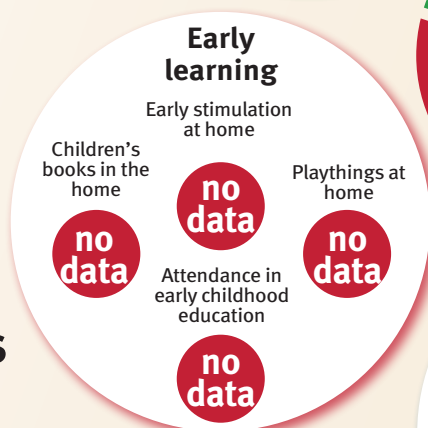 Early
learning
Early stimulation
at home
no
data
Children's
books in the
home
no
data
Playthings at
home
no
data
Attendance in
early childhood
education
no
data
s